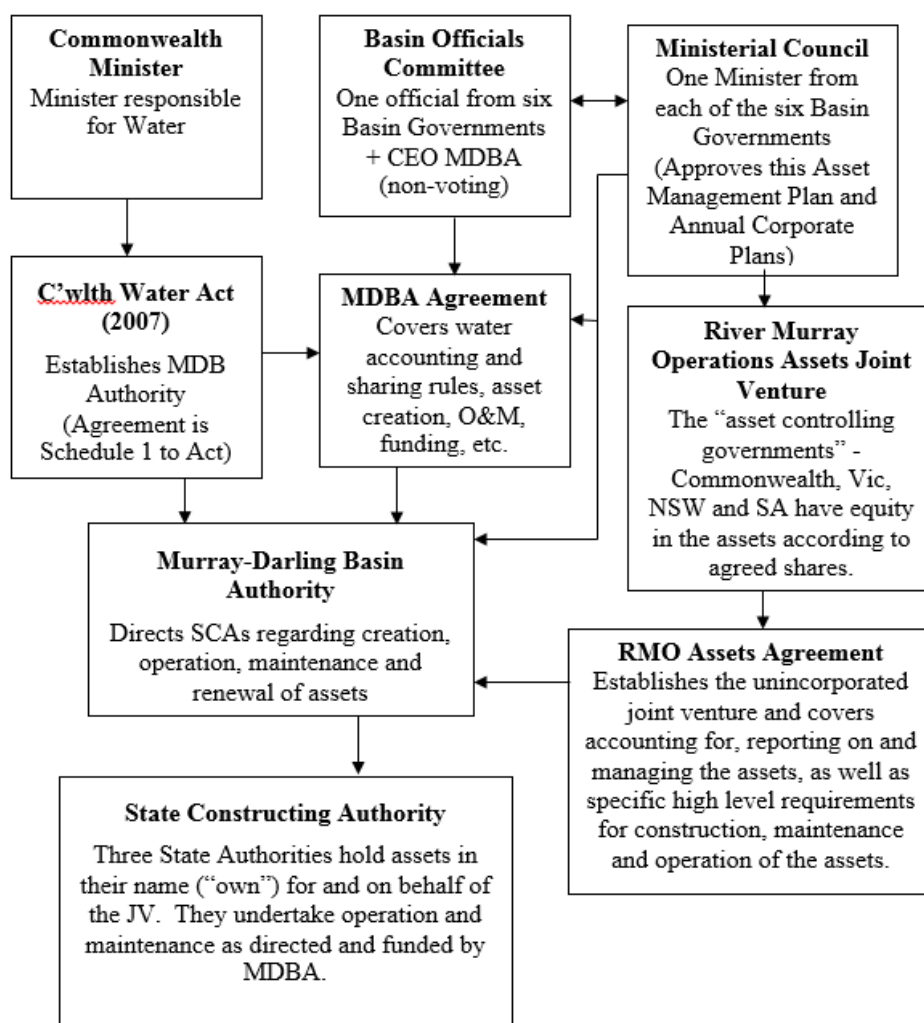 Commonwealth
Minister
Minister responsible
for Water
Basin Officials
Committee
One official from six
Basin Governments
+ CEO MDBA
(non-voting)
Ministerial Council
One Minister from
each of the six Basin
Governments
(Approves this Asset
Management Plan and
Annual Corporate
Plans)
C’wlth Water Act
(2007)
Establishes MDB
Authority
(Agreement is
Schedule 1 to Act)
MDBA Agreement
Covers water
accounting and
sharing rules, asset
creation, O&M,
funding, etc.
River Murray
Operations Assets Joint
Venture
The “asset controlling
governments” -
Commonwealth, Vic,
NSW and SA have equity
in the assets according to
agreed shares.
Murray-Darling Basin
Authority
Directs SCAs regarding creation,
operation, maintenance and
renewal of assets
RMO Assets Agreement
Establishes the unincorporated
joint venture and covers
accounting for, reporting on and
managing the assets, as well as
specific high level requirements
for construction, maintenance
and operation of the assets.
State Constructing Authority
Three State Authorities hold assets in
their name (“own”) for and on behalf of
the JV.  They undertake operation and
maintenance as directed and funded by
MDBA.